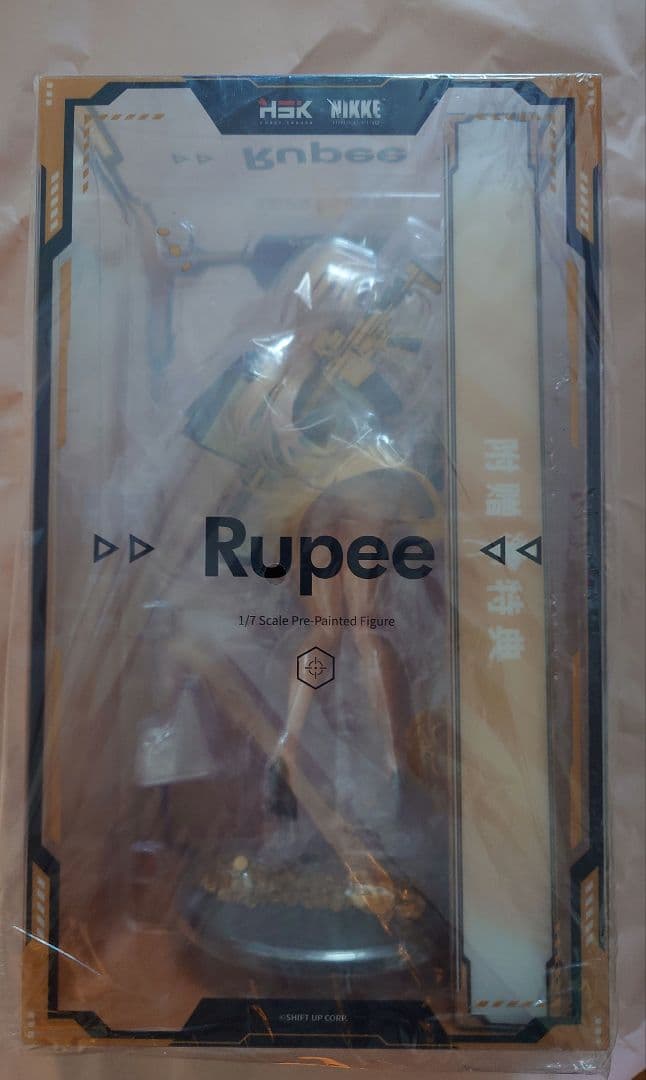 HSK NIKKE
Rupee
Rupee
1/7 Scale Pre-Painted Figure
附赠
特典
©SHIFT UP CORP.